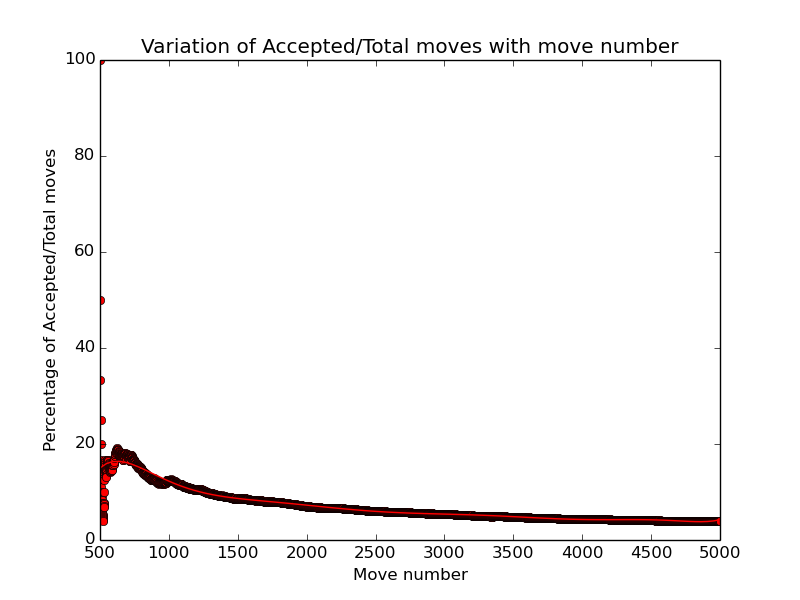 Variation of Accepted/Total moves with move number
100
80
60
40
20
0
Percentage of Accepted/Total moves
500 1000 1500 2000 2500 3000 3500 4000 4500 5000
Move number